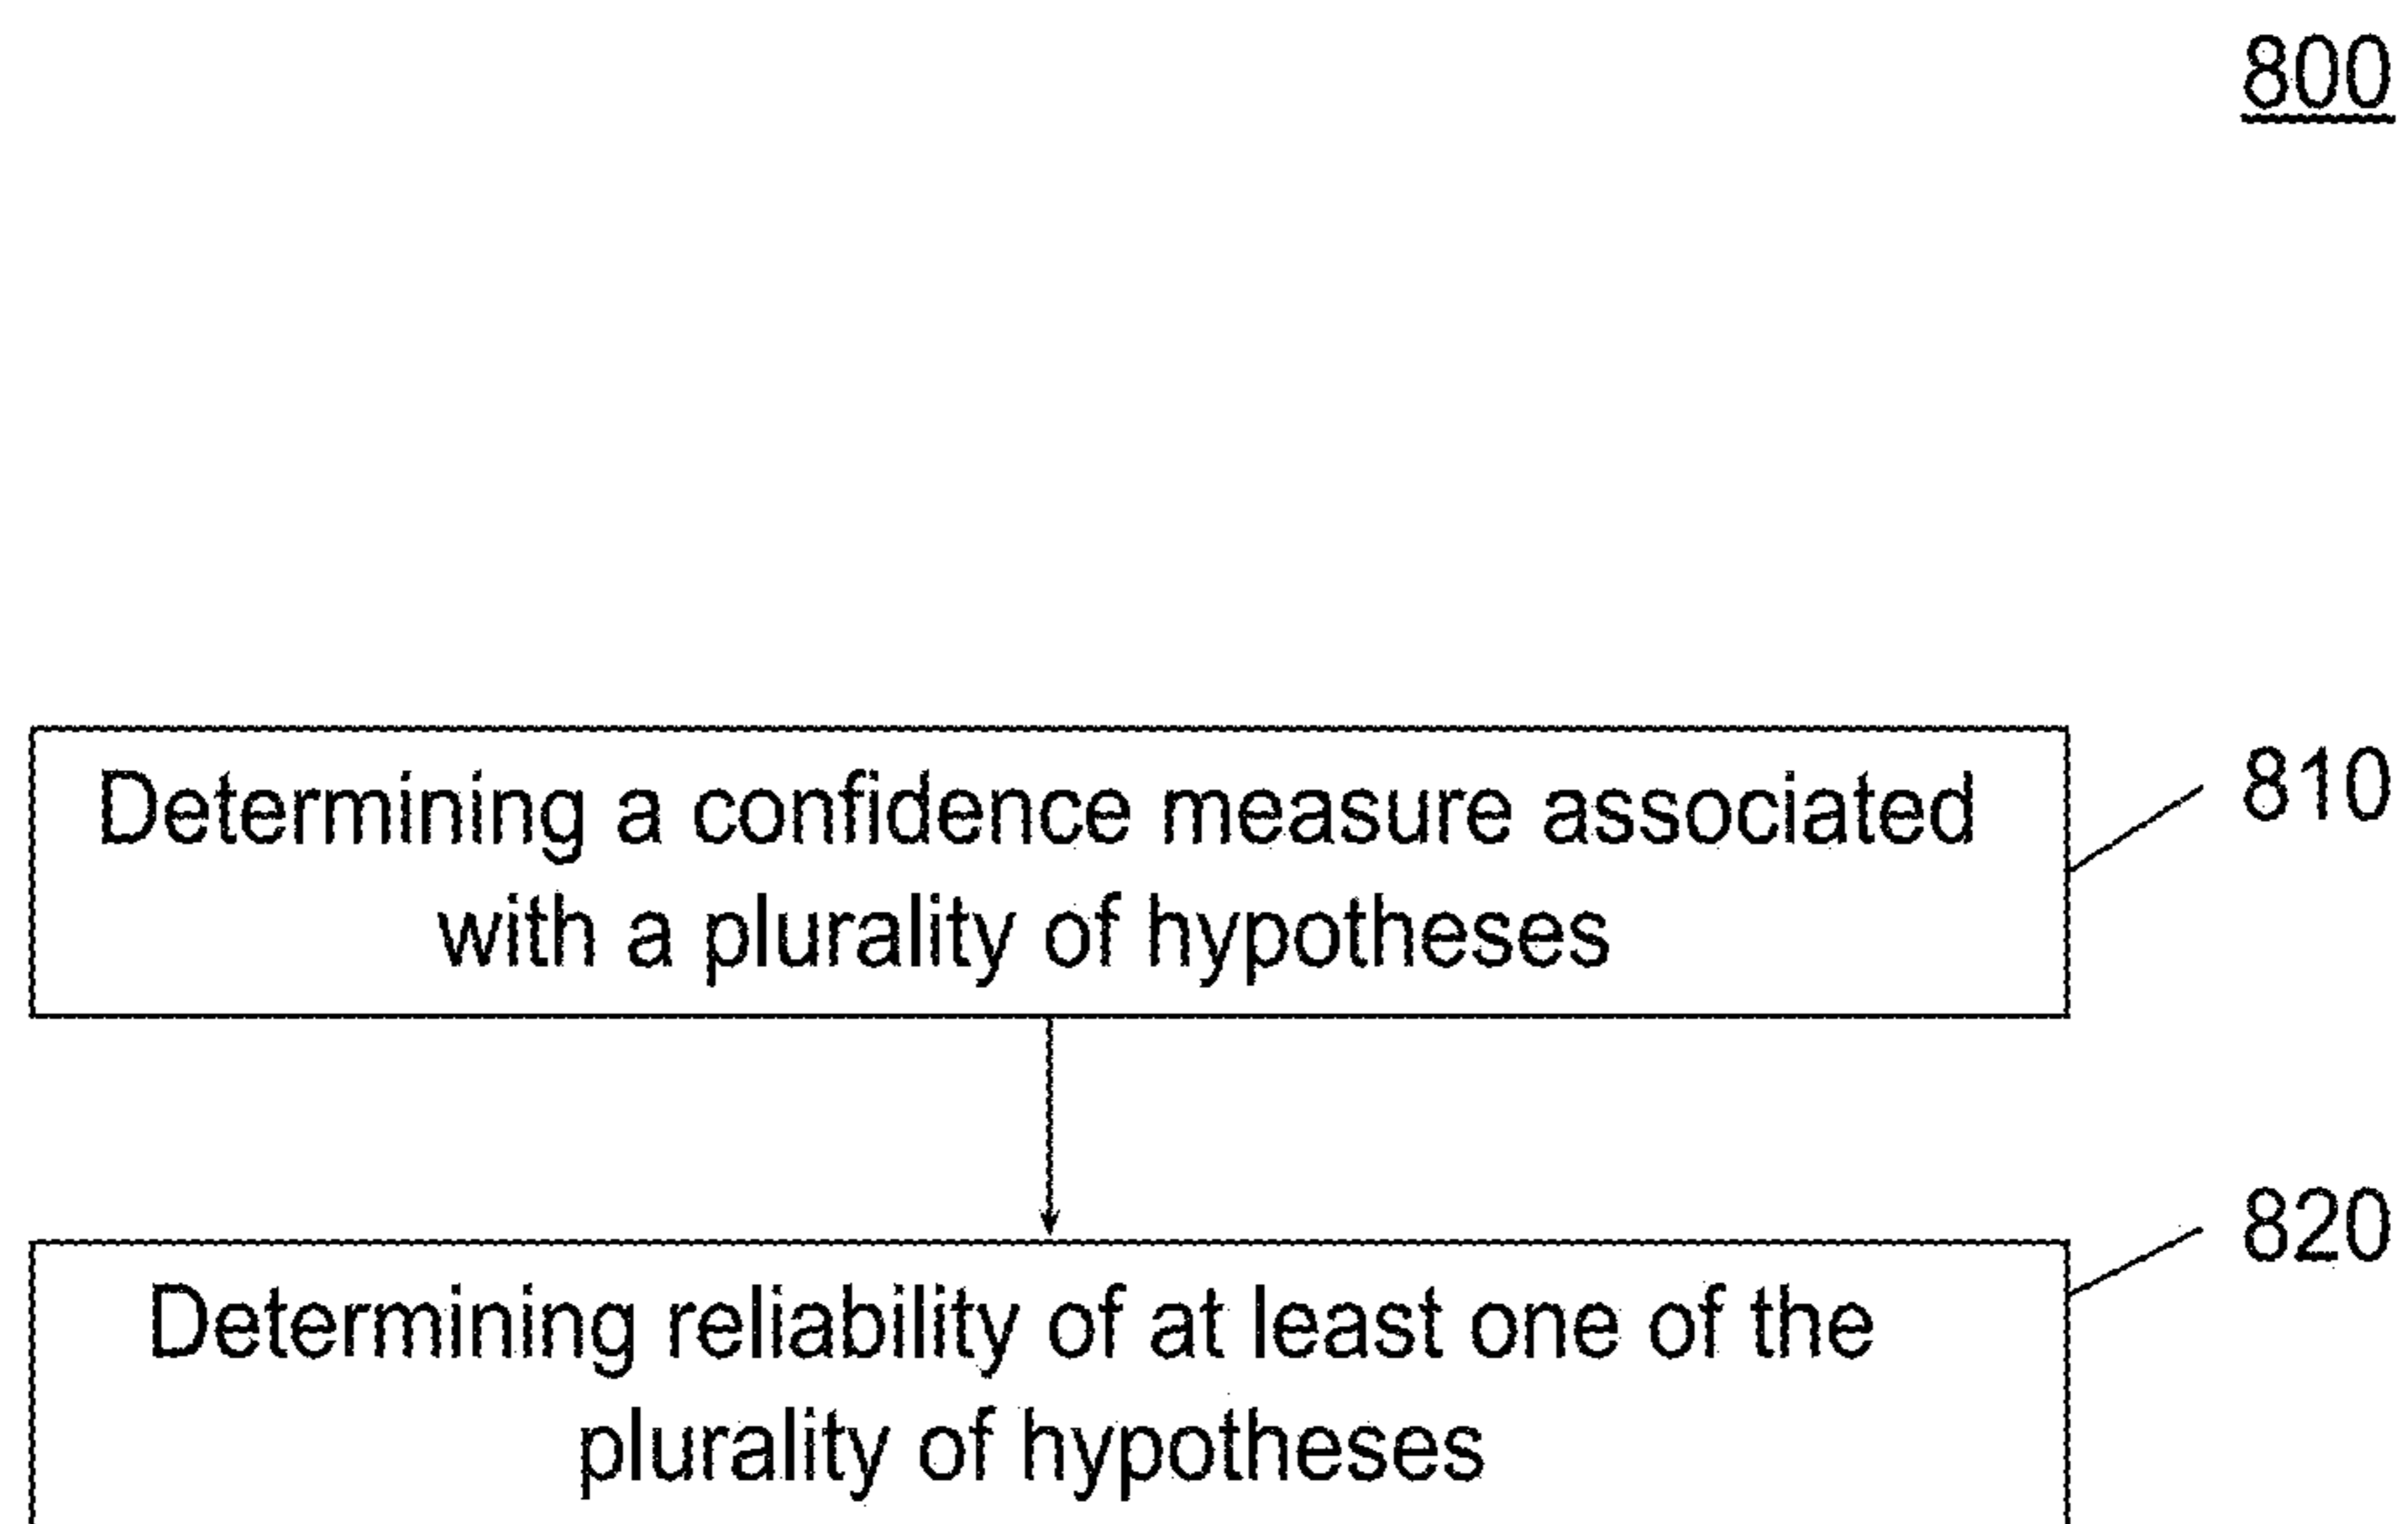 800
Determining a confidence measure associated
with a plurality of hypotheses
810
Determining reliability of at least one of the
plurality of hypotheses
820